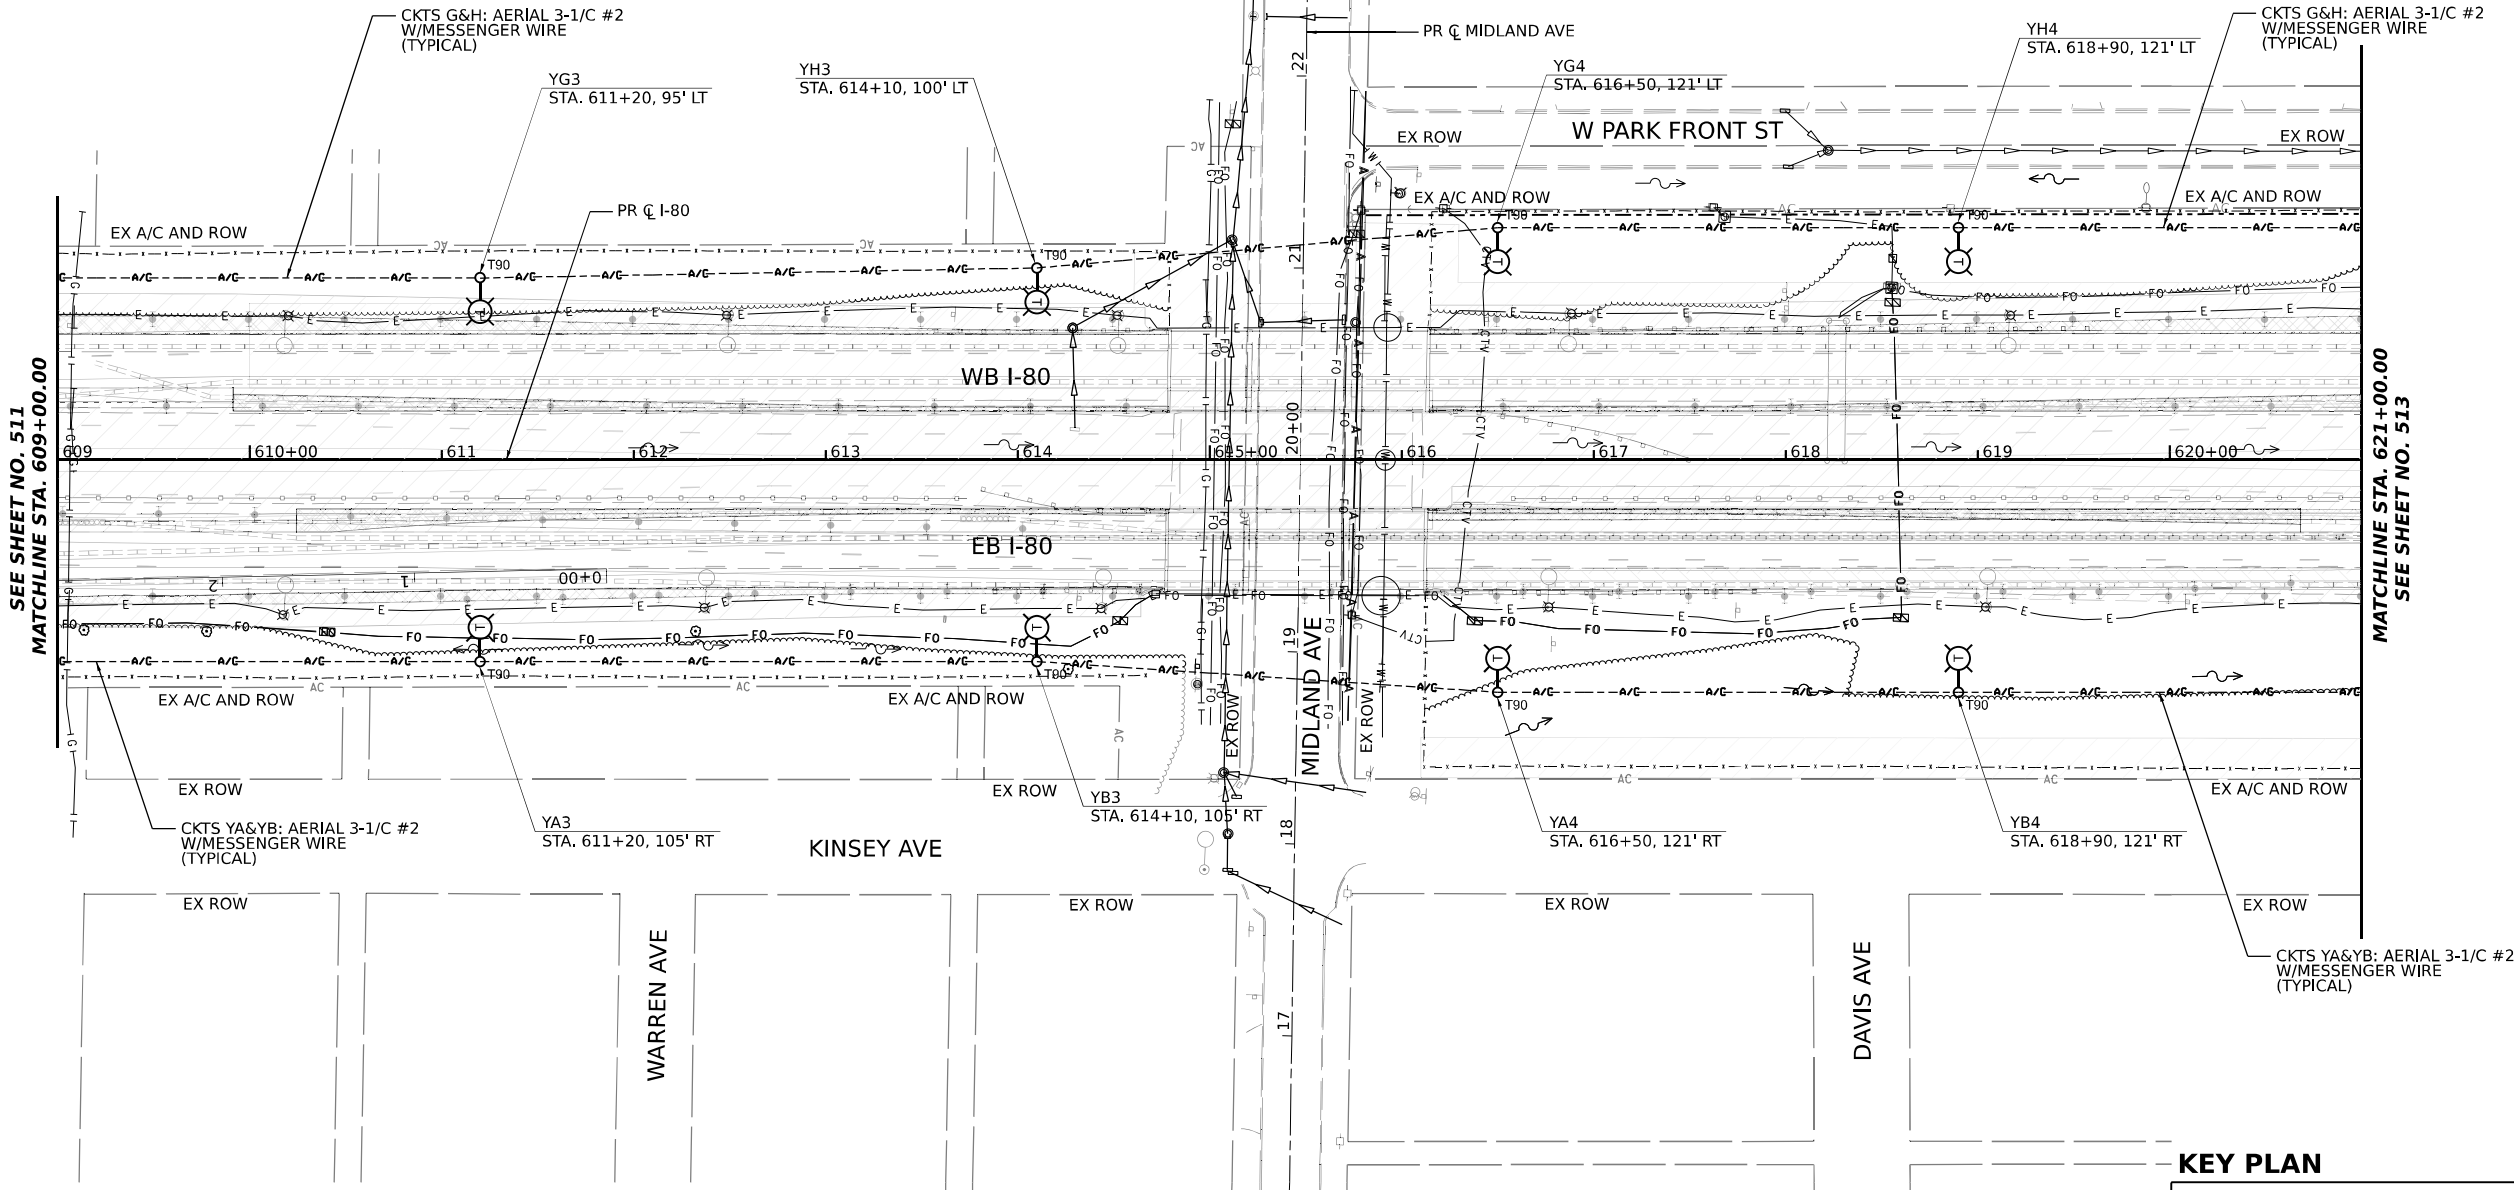 CKTS G&H: AERIAL 3-1/C #2
W/MESSENGER WIRE
(TYPICAL)
YG3
STA. 611+20, 95' LT
YH3
STA. 614+10, 100' LT
PR ℄ MIDLAND AVE
YG4
STA. 616+50, 121' LT
YH4
STA. 618+90, 121' LT
CKTS G&H: AERIAL 3-1/C #2
W/MESSENGER WIRE
(TYPICAL)
22
EX ROW
W PARK FRONT ST
EX ROW
EX A/C AND ROW
EX A/C AND ROW
PR ℄ I-80
EX A/C AND ROW
T90
T90
T90
T90
21
WB I-80
SEE SHEET NO. 511
MATCHLINE STA. 609+00.00
MATCHLINE STA. 621+00.00
SEE SHEET NO. 513
20+00
609
610+00
611
612
613
614
615+00
616
617
618
619
620+00
EB I-80
2
1
0+00
19
T90
T90
T90
T90
EX A/C AND ROW
EX A/C AND ROW
EX ROW
MIDLAND AVE
EX ROW
EX ROW
EX ROW
EX A/C AND ROW
YB3
STA. 614+10, 105' RT
YA3
STA. 611+20, 105' RT
CKTS YA&YB: AERIAL 3-1/C #2
W/MESSENGER WIRE
(TYPICAL)
KINSEY AVE
18
YA4
STA. 616+50, 121' RT
YB4
STA. 618+90, 121' RT
EX ROW
EX ROW
EX ROW
EX ROW
WARREN AVE
DAVIS AVE
CKTS YA&YB: AERIAL 3-1/C #2
W/MESSENGER WIRE
(TYPICAL)
17
KEY PLAN